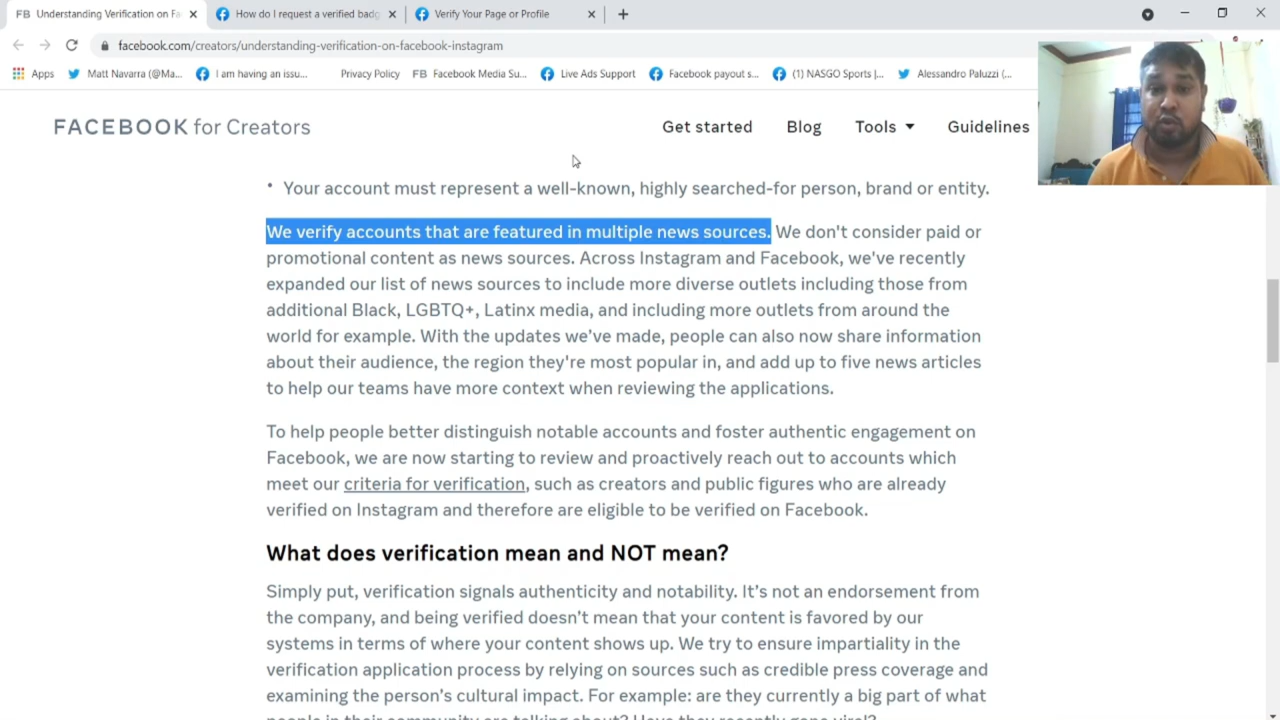 FB Understanding Verification on Fa
How do I request a verified badg
Verify Your Page or Profile
facebook.com/creators/understanding-verification-on-facebook-instagram
Apps
Matt Navarra (@Ma...
I am having an issu...
Privacy Policy
FB Facebook Media Su...
Live Ads Support
Facebook payout s...
(1) NASGO Sports |...
Alessandro Paluzzi (...
FACEBOOK for Creators
Get started
Blog
Tools
Guidelines
• Your account must represent a well-known, highly searched-for person, brand or entity.
We verify accounts that are featured in multiple news sources. We don't consider paid or
promotional content as news sources. Across Instagram and Facebook, we've recently
expanded our list of news sources to include more diverse outlets including those from
additional Black, LGBTQ+, Latinx media, and including more outlets from around the
world for example. With the updates we’ve made, people can also now share information
about their audience, the region they're most popular in, and add up to five news articles
to help our teams have more context when reviewing the applications.
To help people better distinguish notable accounts and foster authentic engagement on
Facebook, we are now starting to review and proactively reach out to accounts which
meet our criteria for verification, such as creators and public figures who are already
verified on Instagram and therefore are eligible to be verified on Facebook.
What does verification mean and NOT mean?
Simply put, verification signals authenticity and notability. It’s not an endorsement from
the company, and being verified doesn’t mean that your content is favored by our
systems in terms of where your content shows up. We try to ensure impartiality in the
verification application process by relying on sources such as credible press coverage and
examining the person’s cultural impact. For example: are they currently a big part of what
people in their community are talking about? Have they recently gone viral?